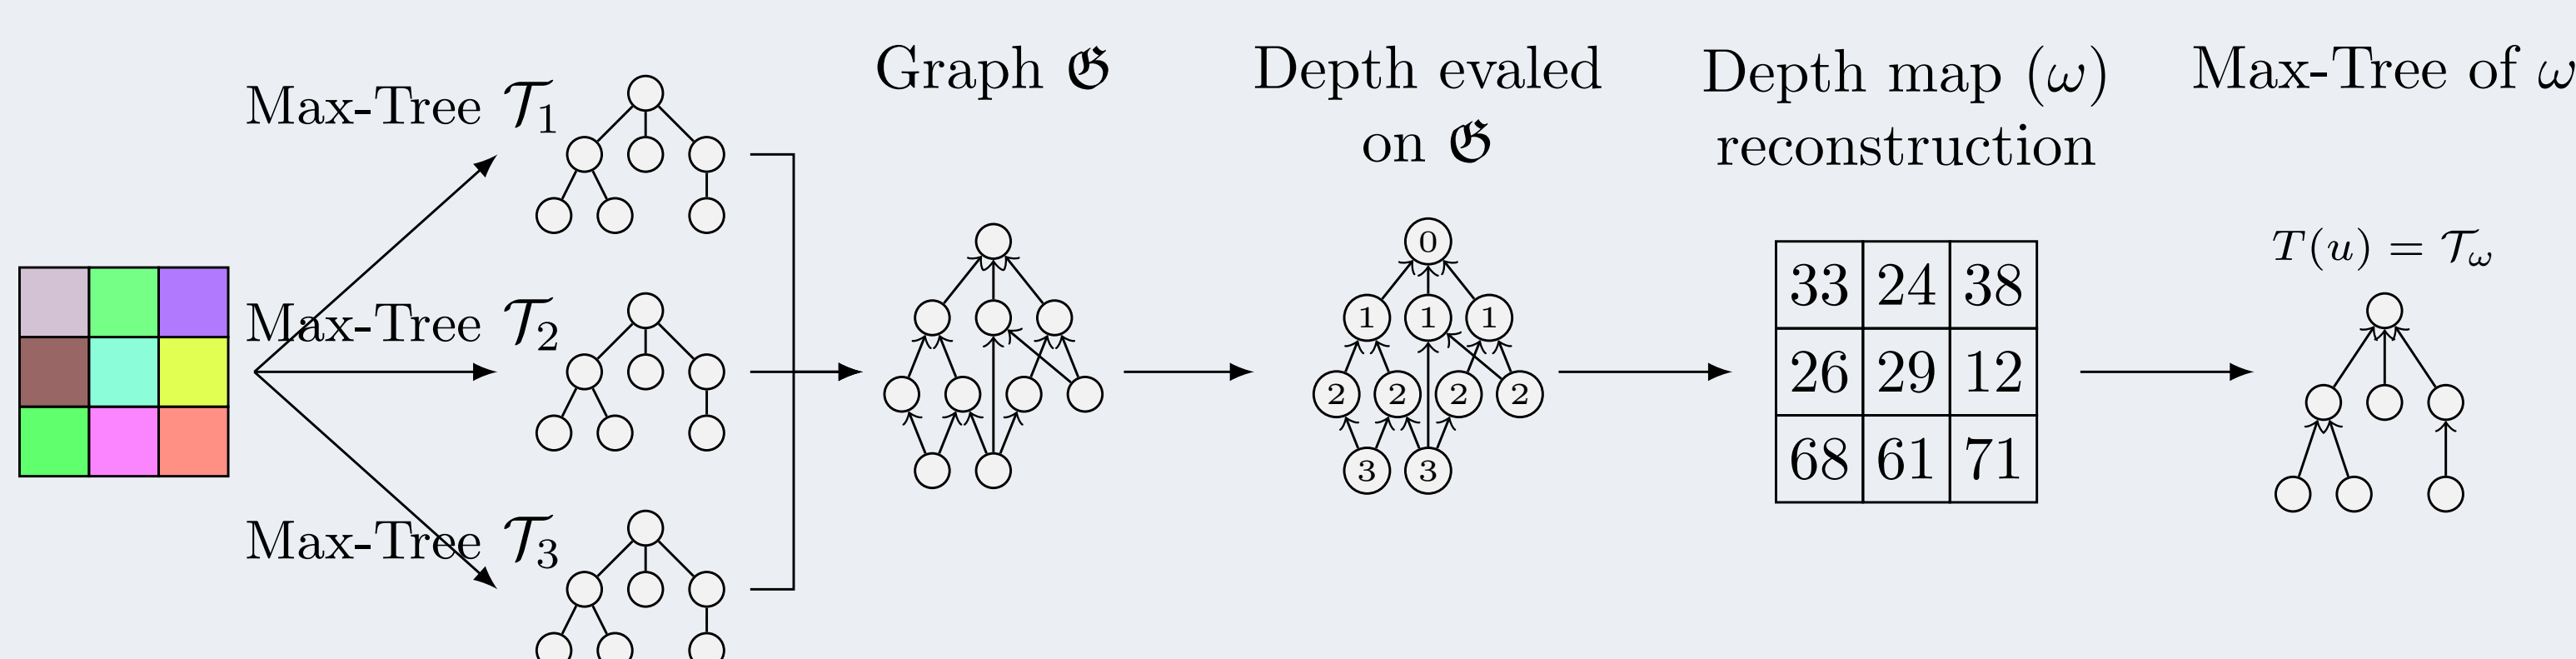 Max-Tree 𝒯₁
Max-Tree 𝒯₂
Max-Tree 𝒯₃
Graph 𝔊
Depth evaled
on 𝔊
0
1 1 1
2 2 2 2
3 3
Depth map (ω)
reconstruction
33 24 38
26 29 12
68 61 71
Max-Tree of ω
T(u) = 𝒯_ω